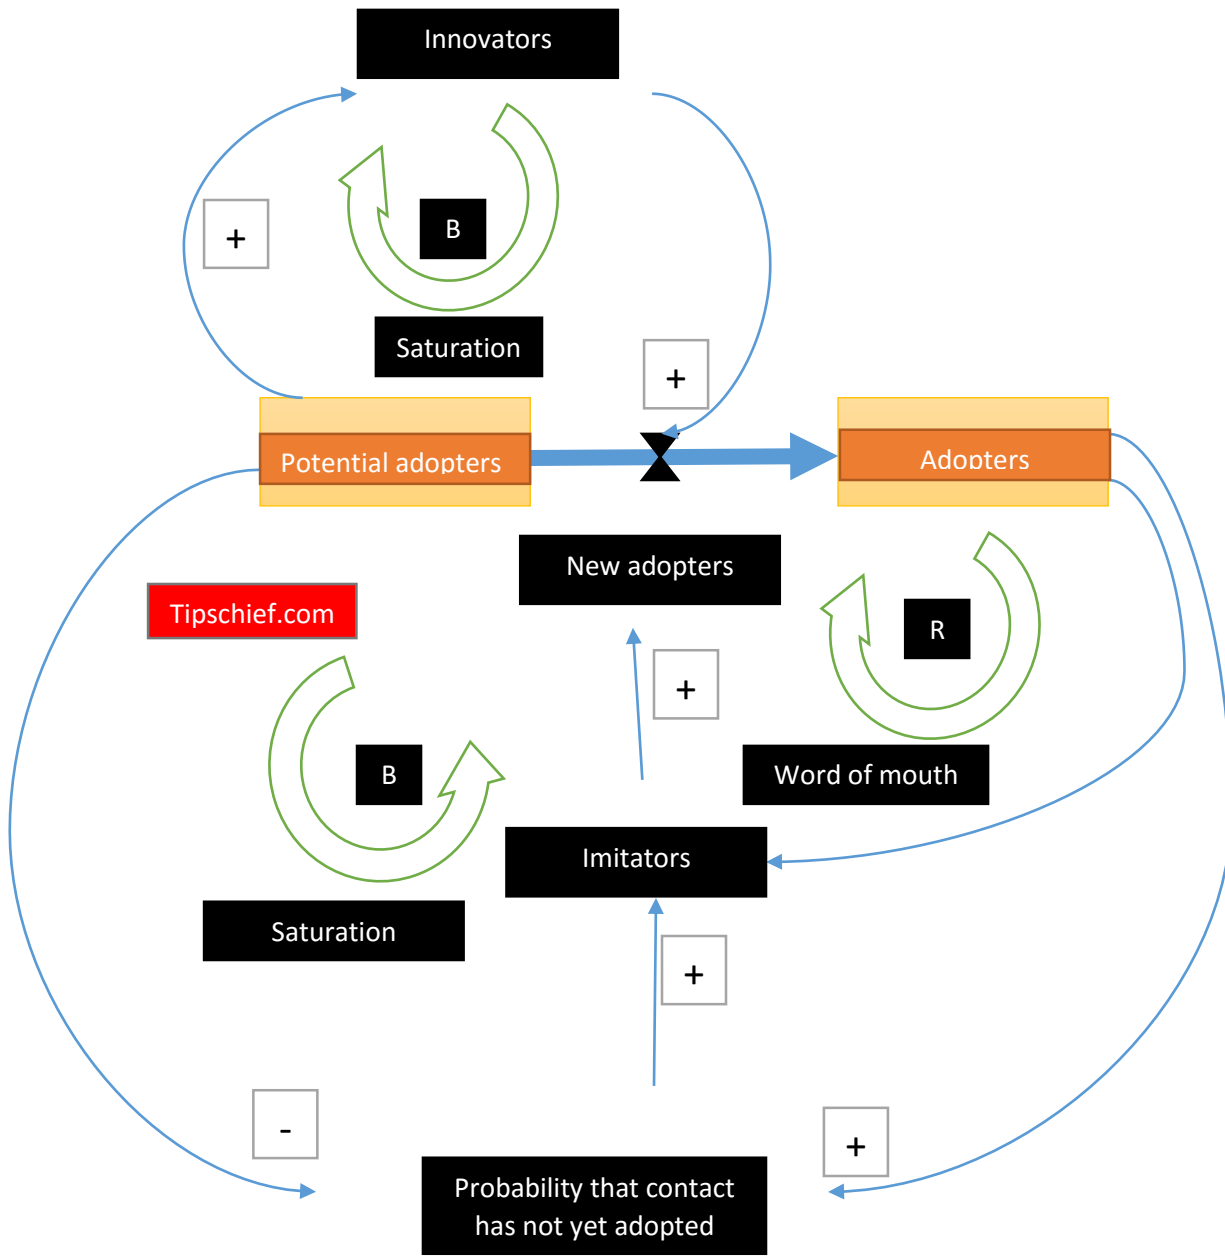 Innovators
+
B
Saturation
+
Potential adopters
Adopters
New adopters
Tipschief.com
R
+
B
Word of mouth
Imitators
Saturation
+
-
+
Probability that contact
has not yet adopted